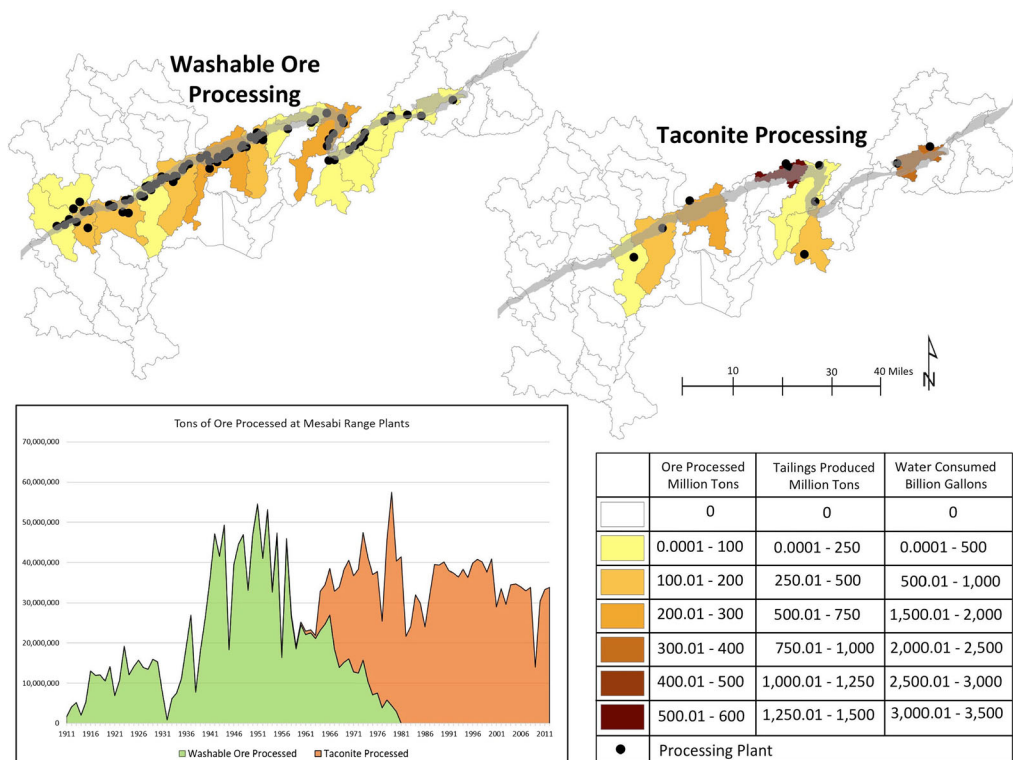 Washable Ore
Processing
Taconite Processing
N
10
30
40 Miles
Tons of Ore Processed at Mesabi Range Plants
70,000,000
60,000,000
50,000,000
40,000,000
30,000,000
20,000,000
10,000,000
0
1911 1916 1921 1926 1931 1936 1941 1946 1951 1956 1961 1966 1971 1976 1981 1986 1991 1996 2001 2006 2011
Washable Ore Processed Taconite Processed
Ore Processed Tailings Produced Water Consumed
Million Tons Million Tons Billion Gallons
0 0 0
0.0001 - 100 0.0001 - 250 0.0001 - 500
100.01 - 200 250.01 - 500 500.01 - 1,000
200.01 - 300 500.01 - 750 1,500.01 - 2,000
300.01 - 400 750.01 - 1,000 2,000.01 - 2,500
400.01 - 500 1,000.01 - 1,250 2,500.01 - 3,000
500.01 - 600 1,250.01 - 1,500 3,000.01 - 3,500
Processing Plant